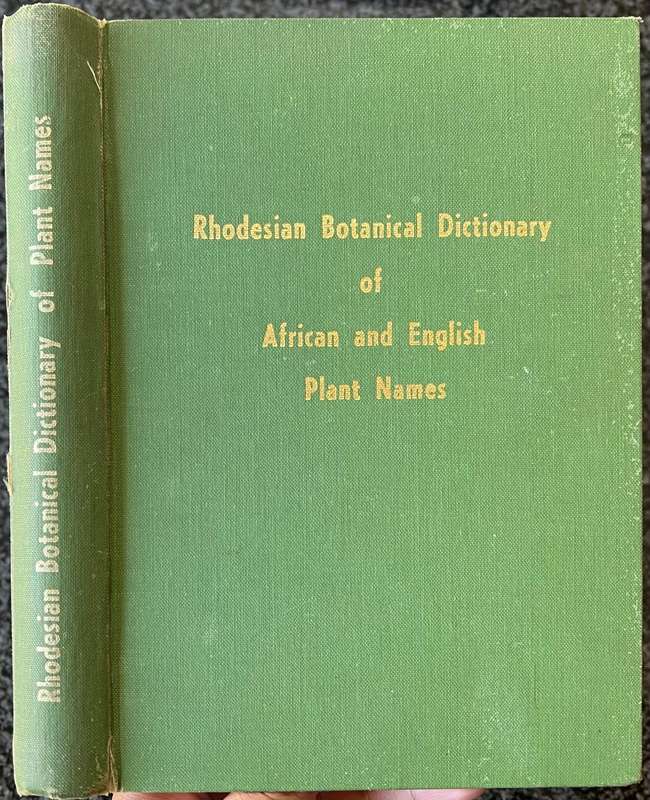 Rhodesian Botanical Dictionary of Plant Names
Rhodesian Botanical Dictionary
of
African and English
Plant Names